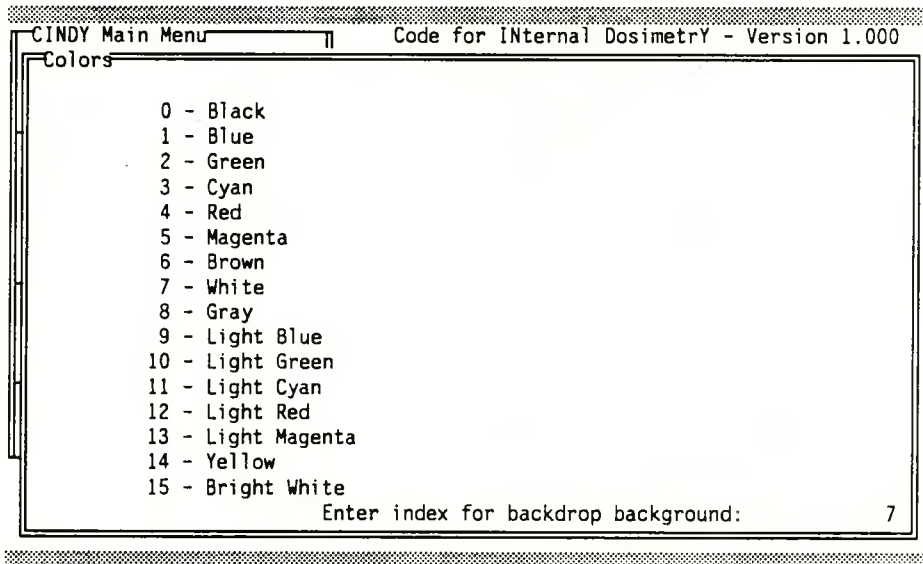 CINDY Main Menu Code for INternal DosimetrY - Version 1.000
Colors
0 - Black
1 - Blue
2 - Green
3 - Cyan
4 - Red
5 - Magenta
6 - Brown
7 - White
8 - Gray
9 - Light Blue
10 - Light Green
11 - Light Cyan
12 - Light Red
13 - Light Magenta
14 - Yellow
15 - Bright White
Enter index for backdrop background: 7